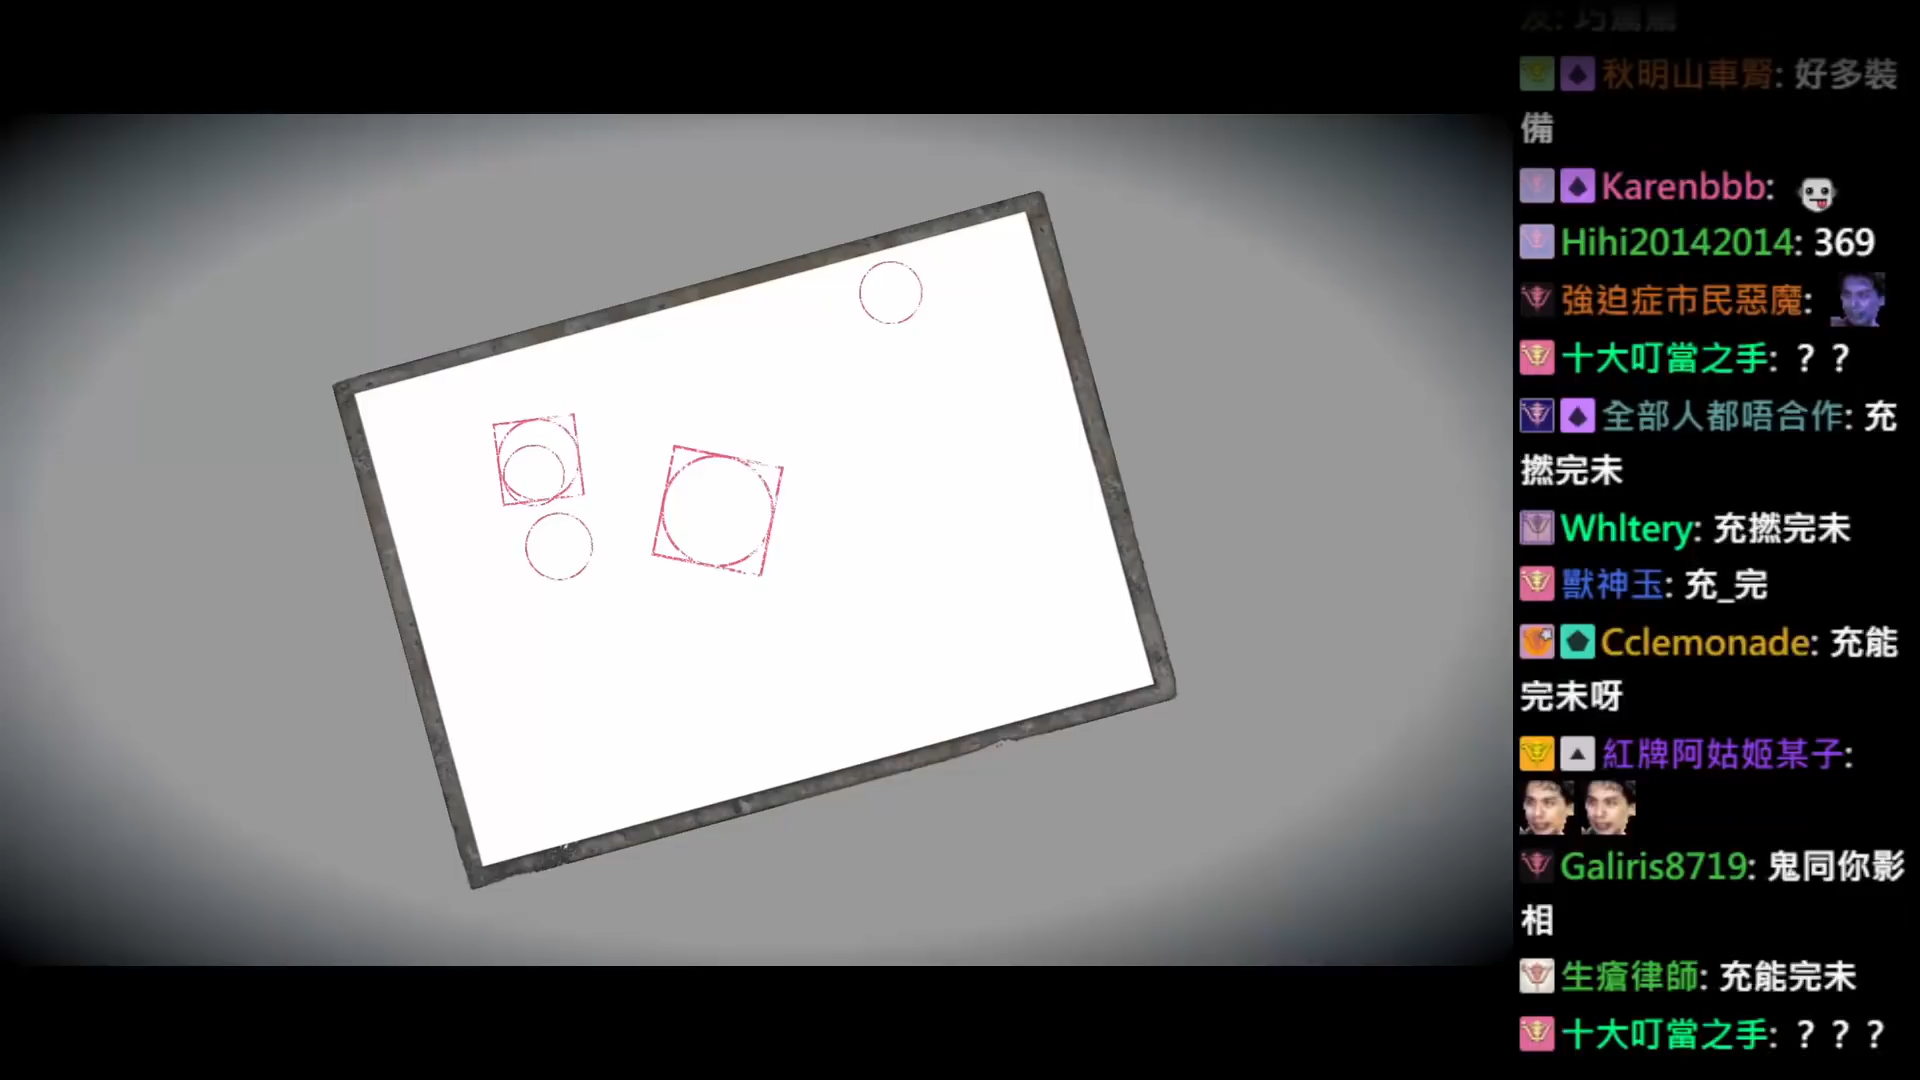 秋明山車腎: 好多裝
備
Karenbbb:
Hihi20142014: 369
強迫症市民惡魔:
十大叮當之手: ？？
全部人都唔合作: 充
撚完未
Whltery: 充撚完未
獸神玉: 充_完
Cclemonade: 充能
完未呀
紅牌阿姑姬某子:
Galiris8719: 鬼同你影
相
生瘡律師: 充能完未
十大叮當之手: ？？？